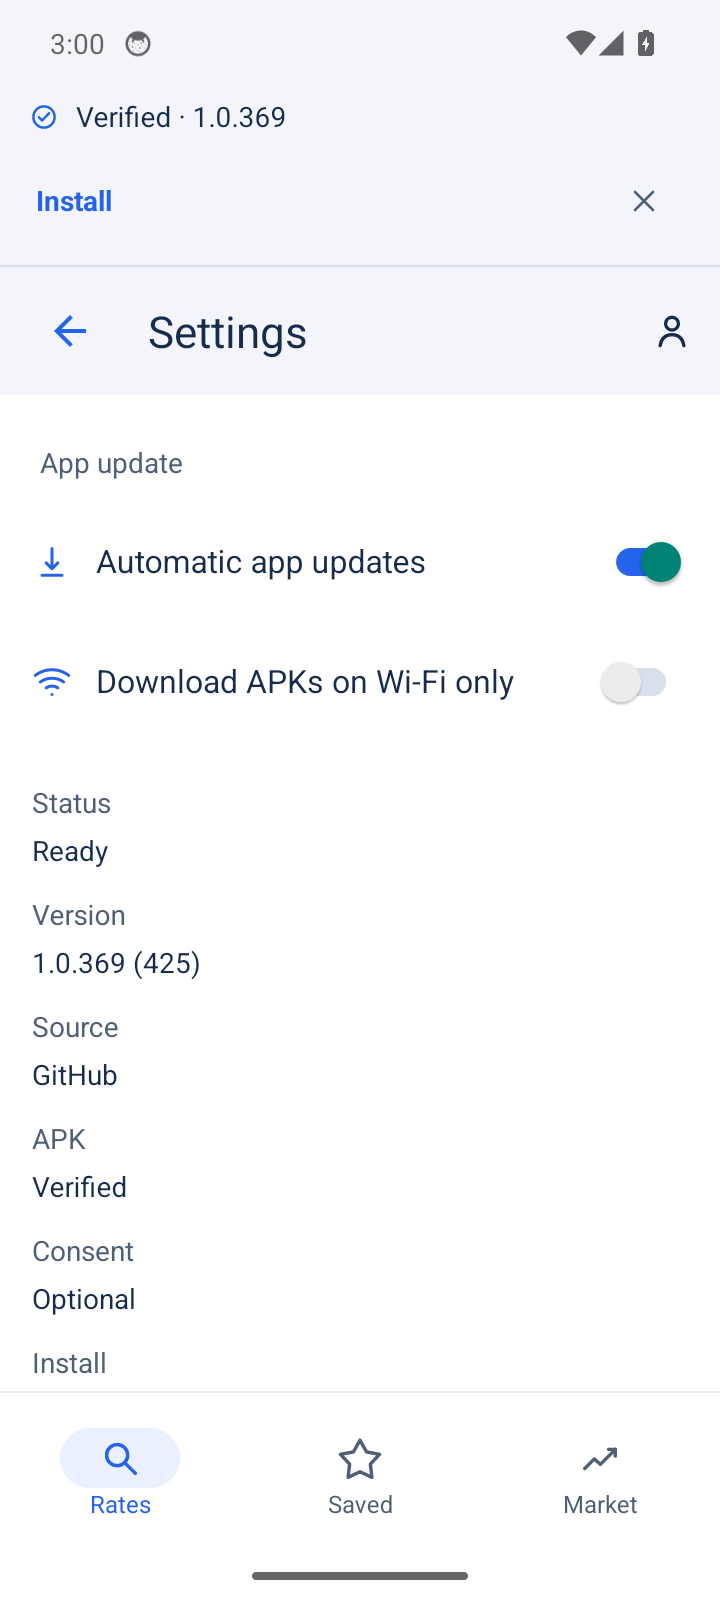 3:00
Verified · 1.0.369
Install
Settings
App update
Automatic app updates
Download APKs on Wi-Fi only
Status
Ready
Version
1.0.369 (425)
Source
GitHub
APK
Verified
Consent
Optional
Install
Rates
Saved
Market